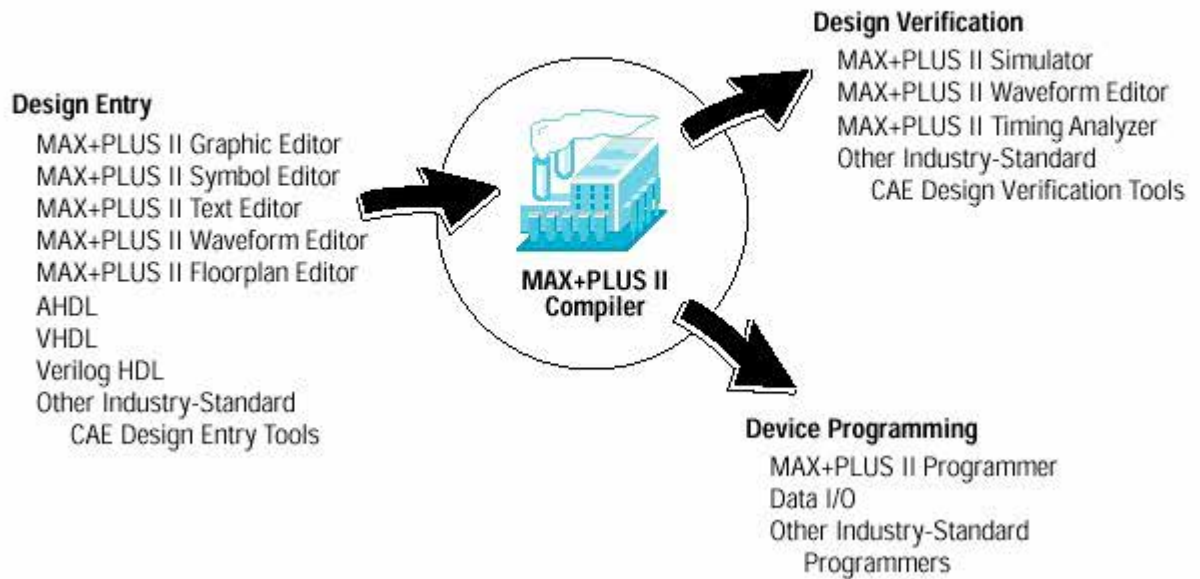 Design Entry
MAX+PLUS II Graphic Editor
MAX+PLUS II Symbol Editor
MAX+PLUS II Text Editor
MAX+PLUS II Waveform Editor
MAX+PLUS II Floorplan Editor
AHDL
VHDL
Verilog HDL
Other Industry-Standard
CAE Design Entry Tools
MAX+PLUS II
Compiler
Design Verification
MAX+PLUS II Simulator
MAX+PLUS II Waveform Editor
MAX+PLUS II Timing Analyzer
Other Industry-Standard
CAE Design Verification Tools
Device Programming
MAX+PLUS II Programmer
Data I/O
Other Industry-Standard
Programmers